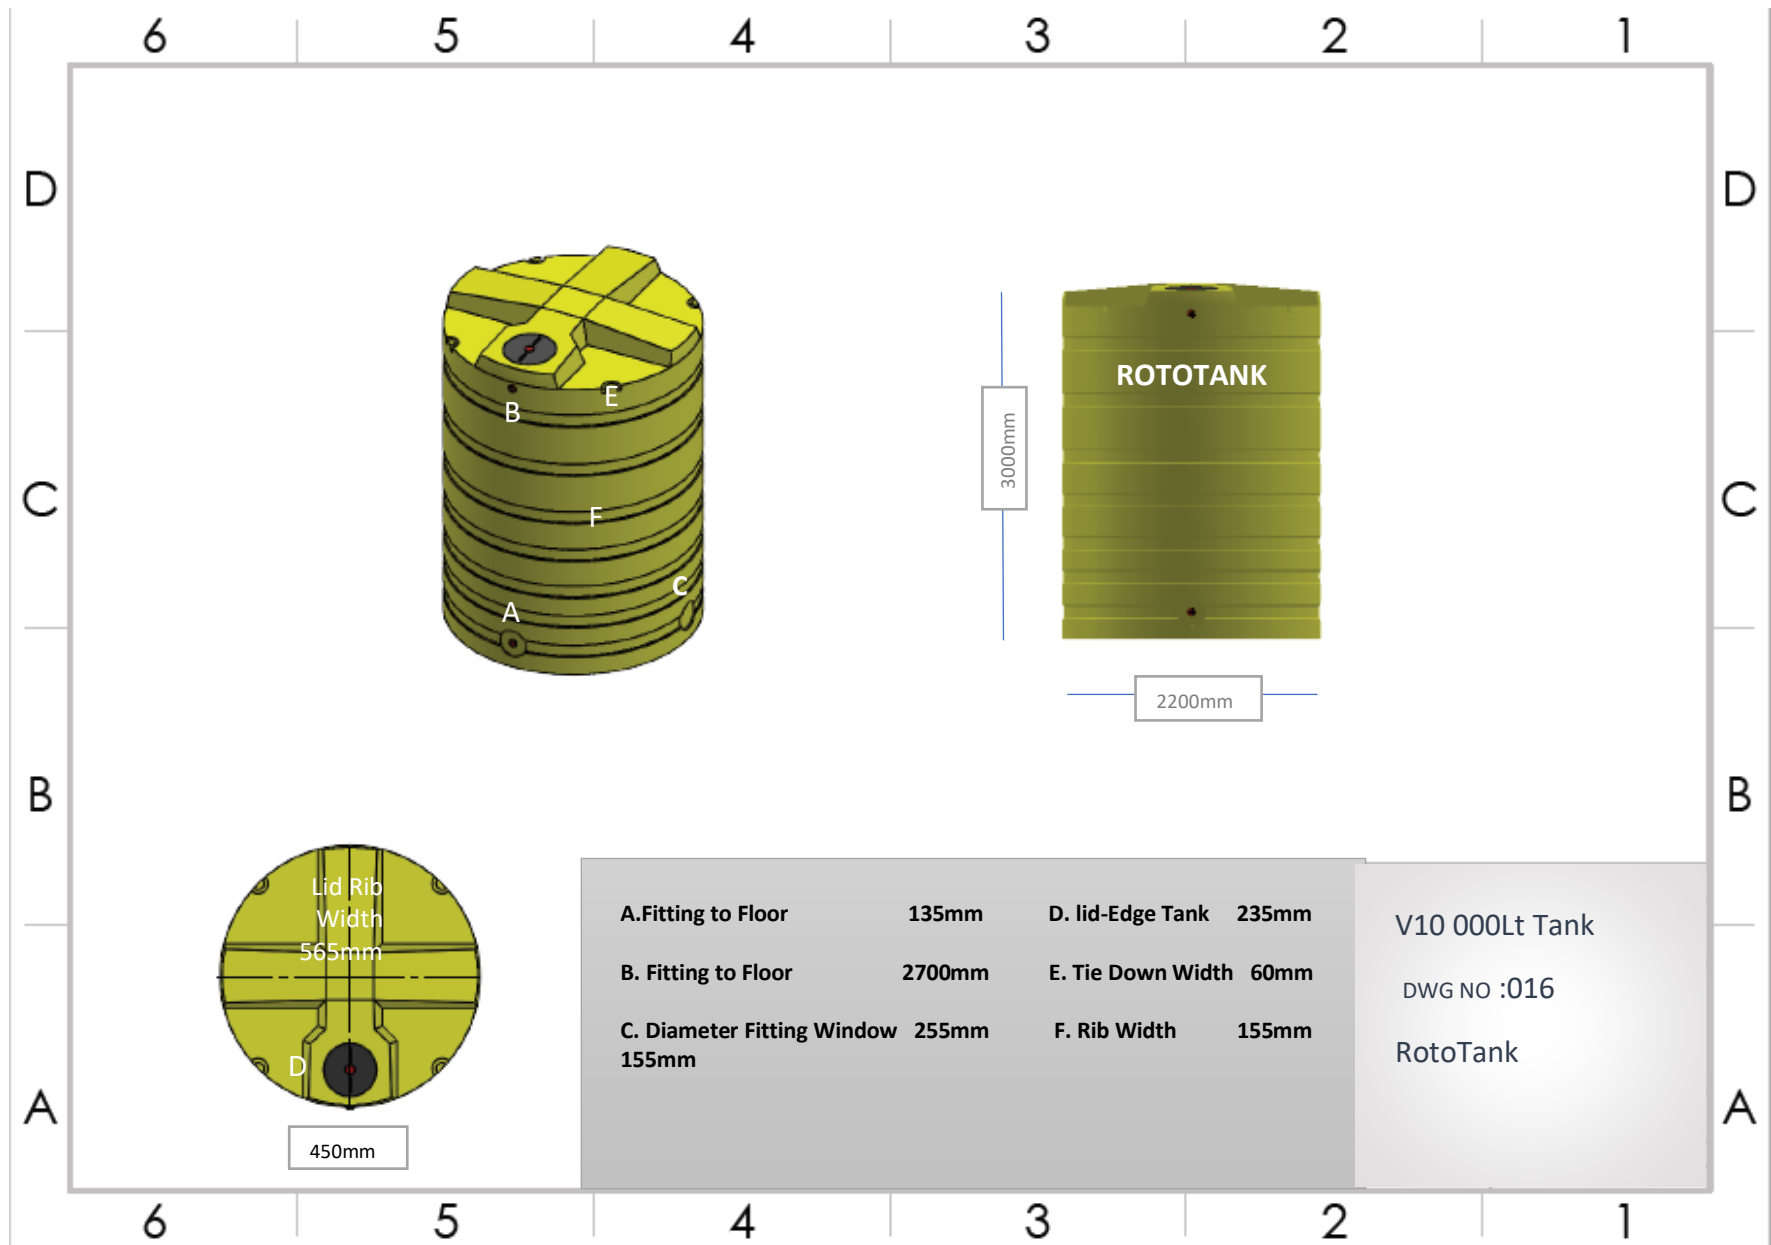 6 5 4 3 2 1
D D
B
E
F
C
A
ROTOTANK
3000mm
2200mm
C C
B B
Lid Rib
Width
565mm
D
450mm
A.Fitting to Floor 135mm D. lid-Edge Tank 235mm
B. Fitting to Floor 2700mm E. Tie Down Width 60mm
C. Diameter Fitting Window 255mm F. Rib Width 155mm
155mm
V10 000Lt Tank
DWG NO :016
RotoTank
A A
6 5 4 3 2 1